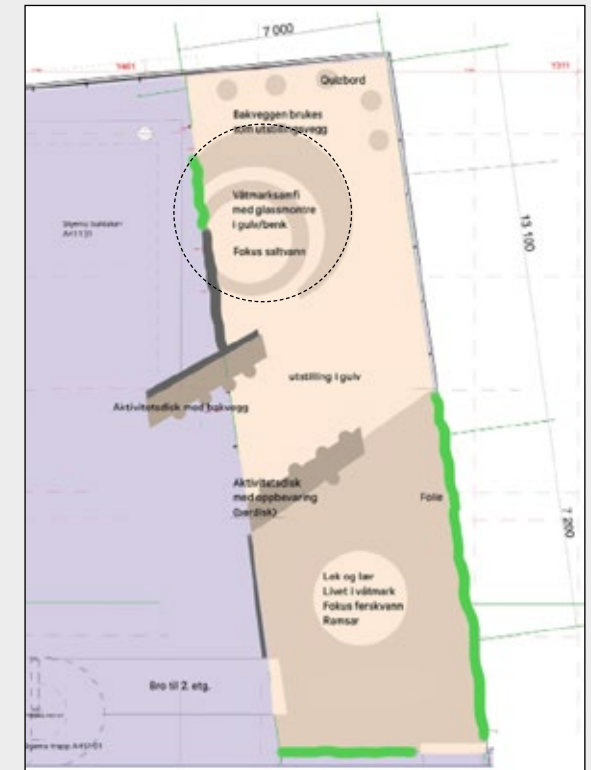 7 000
Y401
Y311
Quizbord
Bakveggen brukes
som utstillingsvegg
Våtmarksamfi
med glassmontre
i gulv/benk
Fokus saltvann
13 100
utstilling i gulv
Aktivitetsdisk med bakvegg
Aktivitetsdisk
med oppbevaring
Folie
7 200
Lek og lær
Livet i våtmark
Fokus ferskvann
Ramsar
Bro til 2. etg.